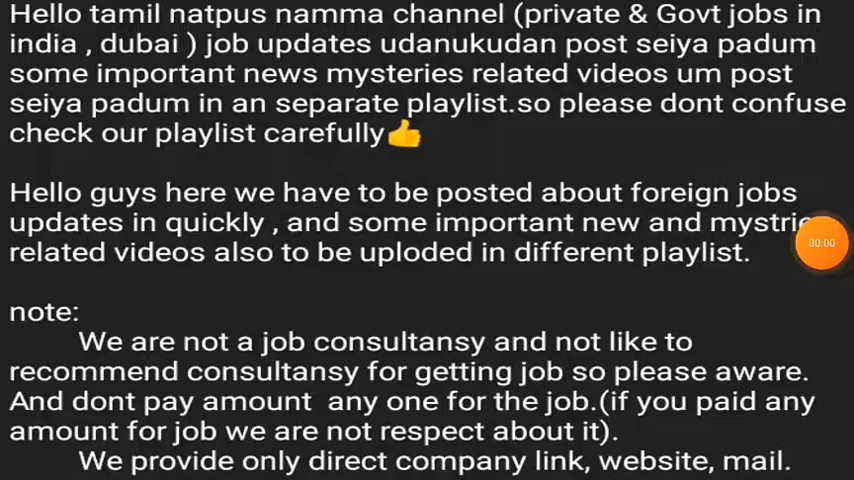 Hello tamil natpus namma channel (private & Govt jobs in
india , dubai ) job updates udanukudan post seiya padum
some important news mysteries related videos um post
seiya padum in an separate playlist.so please dont confuse
check our playlist carefully👍
Hello guys here we have to be posted about foreign jobs
updates in quickly , and some important new and mystri
related videos also to be uploded in different playlist.
00:00
note:
We are not a job consultansy and not like to
recommend consultansy for getting job so please aware.
And dont pay amount  any one for the job.(if you paid any
amount for job we are not respect about it).
We provide only direct company link, website, mail.